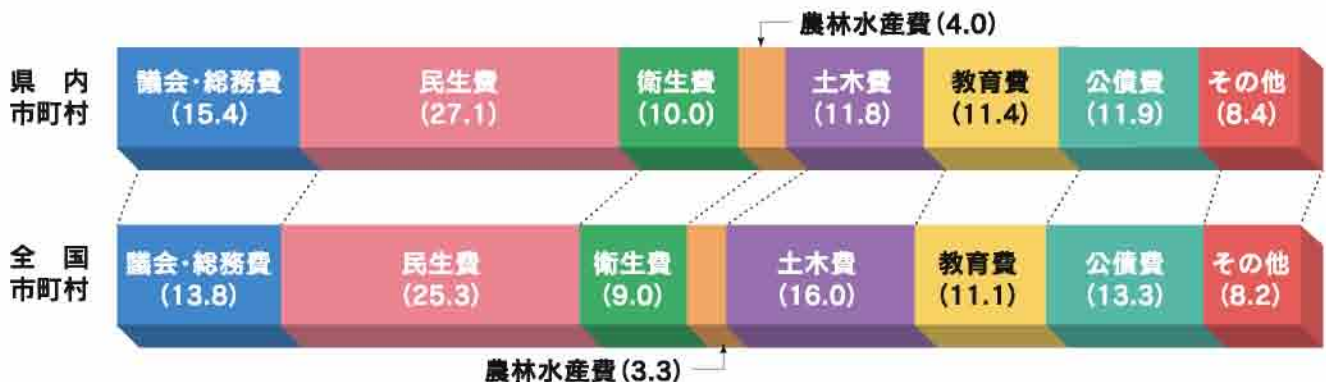 農林水産費(4.0)
県内
市町村
議会・総務費
(15.4)
民生費
(27.1)
衛生費
(10.0)
土木費
(11.8)
教育費
(11.4)
公債費
(11.9)
その他
(8.4)
全国
市町村
議会・総務費
(13.8)
民生費
(25.3)
衛生費
(9.0)
土木費
(16.0)
教育費
(11.1)
公債費
(13.3)
その他
(8.2)
農林水産費(3.3)